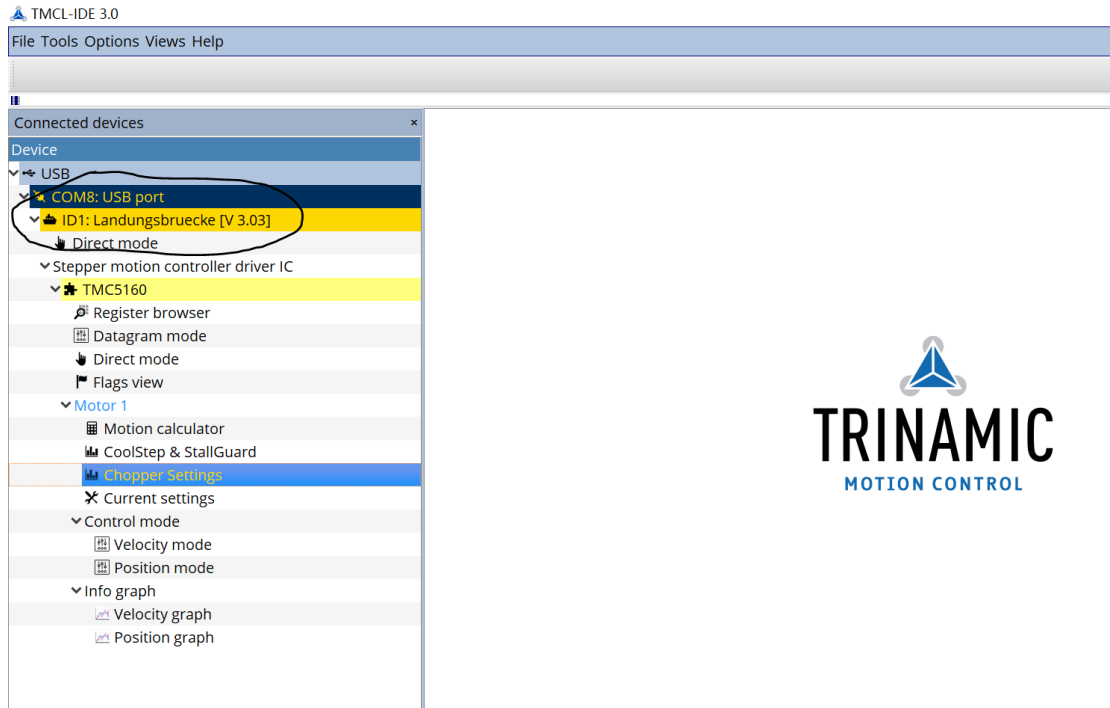 TMCL-IDE 3.0
File Tools Options Views Help
Connected devices ×
Device
USB
COM8: USB port
ID1: Landungsbruecke [V 3.03]
Direct mode
Stepper motion controller driver IC
TMC5160
Register browser
Datagram mode
Direct mode
Flags view
Motor 1
Motion calculator
CoolStep & StallGuard
Chopper Settings
Current settings
Control mode
Velocity mode
Position mode
Info graph
Velocity graph
Position graph
TRINAMIC
MOTION CONTROL